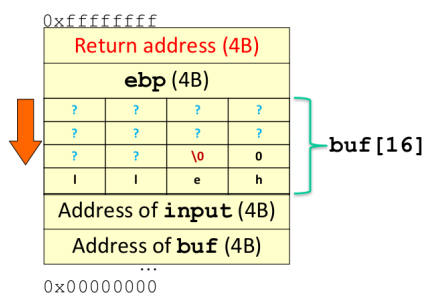 0xffffffff
Return address (4B)
ebp (4B)
? ? ? ?
? ? ? ?
buf[16]
? ? \0 o
l l e h
Address of input (4B)
Address of buf (4B)
...
0x00000000